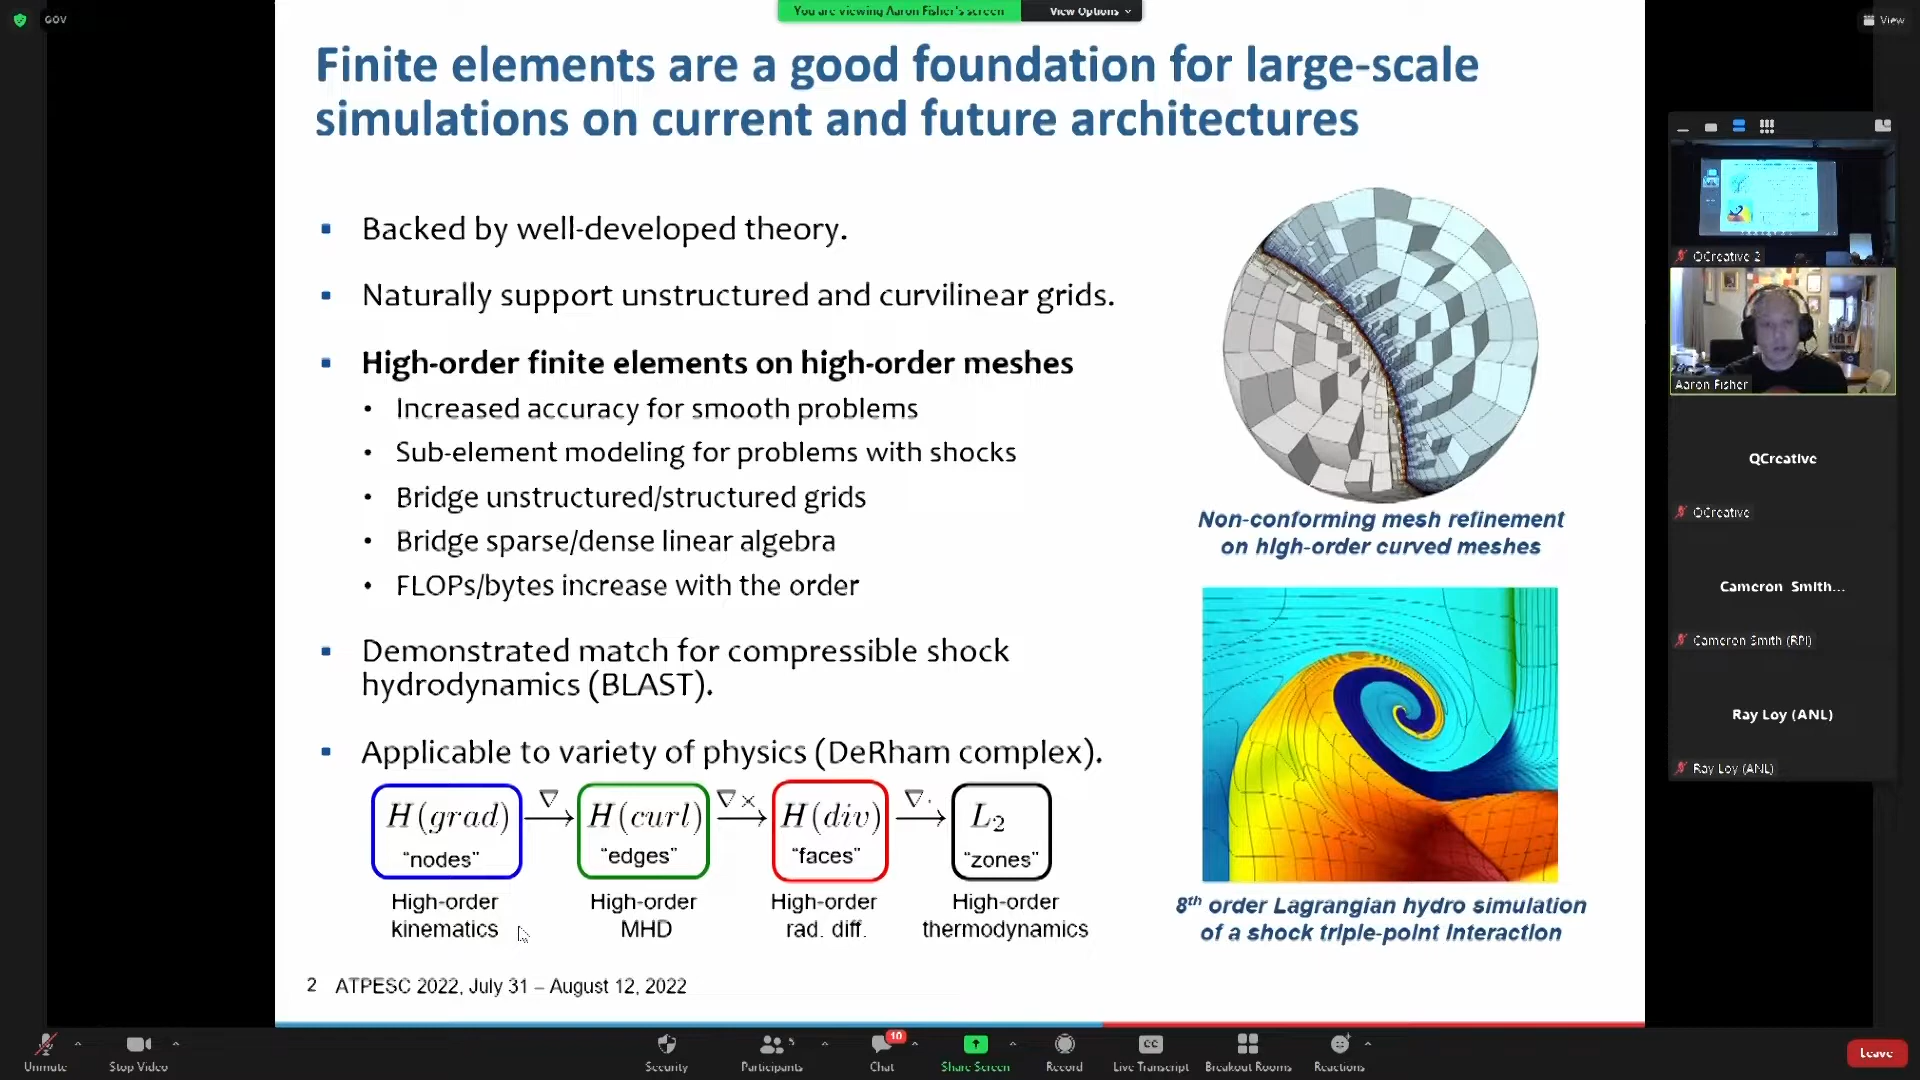 GOV
You are viewing Aaron Fisher's screen
View Options
View
Finite elements are a good foundation for large-scale
simulations on current and future architectures
Backed by well-developed theory.
Naturally support unstructured and curvilinear grids.
High-order finite elements on high-order meshes
Increased accuracy for smooth problems
Sub-element modeling for problems with shocks
Bridge unstructured/structured grids
Bridge sparse/dense linear algebra
FLOPs/bytes increase with the order
Demonstrated match for compressible shock
hydrodynamics (BLAST).
Applicable to variety of physics (DeRham complex).
H(grad) ∇ H(curl) ∇× H(div) ∇· L₂
"nodes" "edges" "faces" "zones"
High-order High-order High-order High-order
kinematics MHD rad. diff. thermodynamics
Non-conforming mesh refinement
on high-order curved meshes
8th order Lagrangian hydro simulation
of a shock triple-point interaction
2 ATPESC 2022, July 31 – August 12, 2022
QCreative 2
Aaron Fisher
QCreative
QCreative
Cameron Smith...
Cameron Smith (RPI)
Ray Loy (ANL)
Ray Loy (ANL)
Unmute
Stop Video
Security
Participants
10
Chat
Share Screen
Record
CC
Live Transcript
Breakout Rooms
Reactions
Leave